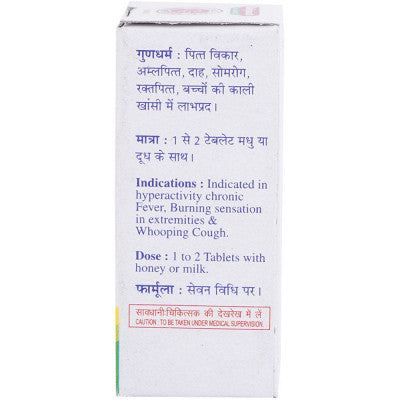 गुणधर्म : पित्त विकार,
अम्लपित्त, दाह, सोमरोग,
रक्तपित्त, बच्चों की काली
खांसी में लाभप्रद।
मात्रा : 1 से 2 टेबलेट मधु या
दूध के साथ।
Indications : Indicated in
hyperactivity chronic
Fever, Burning sensation
in extremities &
Whooping Cough.
Dose : 1 to 2 Tablets with
honey or milk.
फार्मूला : सेवन विधि पर।
सावधानी:चिकित्सक की देखरेख में लें
CAUTION : TO BE TAKEN UNDER MEDICAL SUPERVISION.